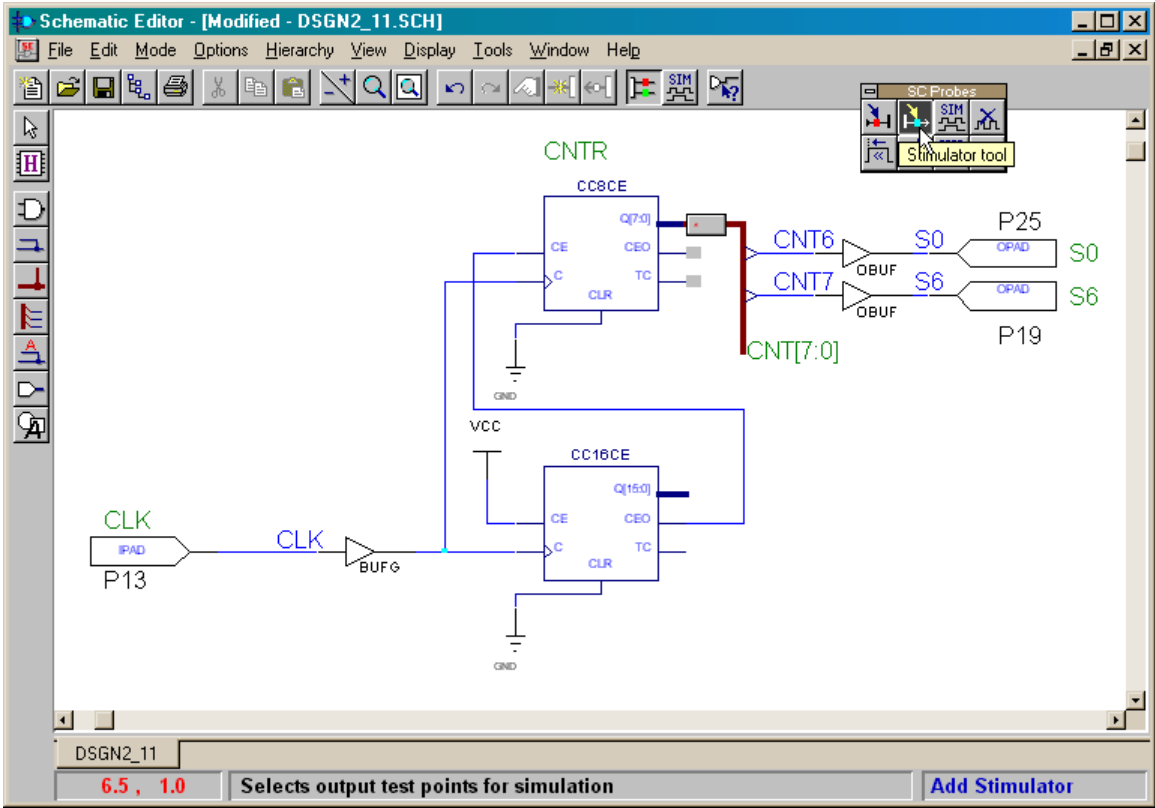 Schematic Editor - [Modified - DSGN2_11.SCH]
File Edit Mode Options Hierarchy View Display Tools Window Help
SIM
SC Probes
SIM
Stimulator tool
H
A
A
CNTR
CC8CE
Q[7:0]
CE CEO
C TC
CLR
GND
CNT6 OBUF S0 P25 OPAD S0
CNT7 OBUF S6 OPAD S6
P19
CNT[7:0]
VCC
CC16CE
Q[15:0]
CE CEO
C TC
CLR
GND
CLK
IPAD
P13
CLK
BUFG
DSGN2_11
6.5 , 1.0 Selects output test points for simulation Add Stimulator